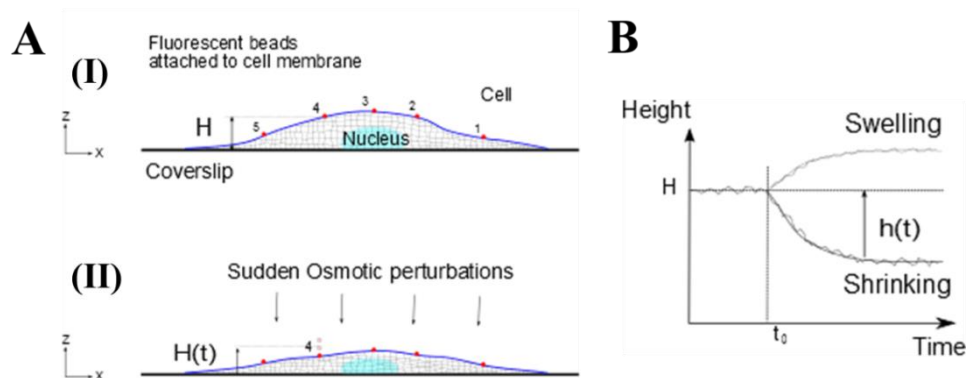 A
(I)
Fluorescent beads
attached to cell membrane
Cell
3
4
2
H
5
1
Nucleus
Z
X
Coverslip
(II)
Sudden Osmotic perturbations
H(t)
4
Z
X
B
Height
Swelling
H
h(t)
Shrinking
t₀
Time